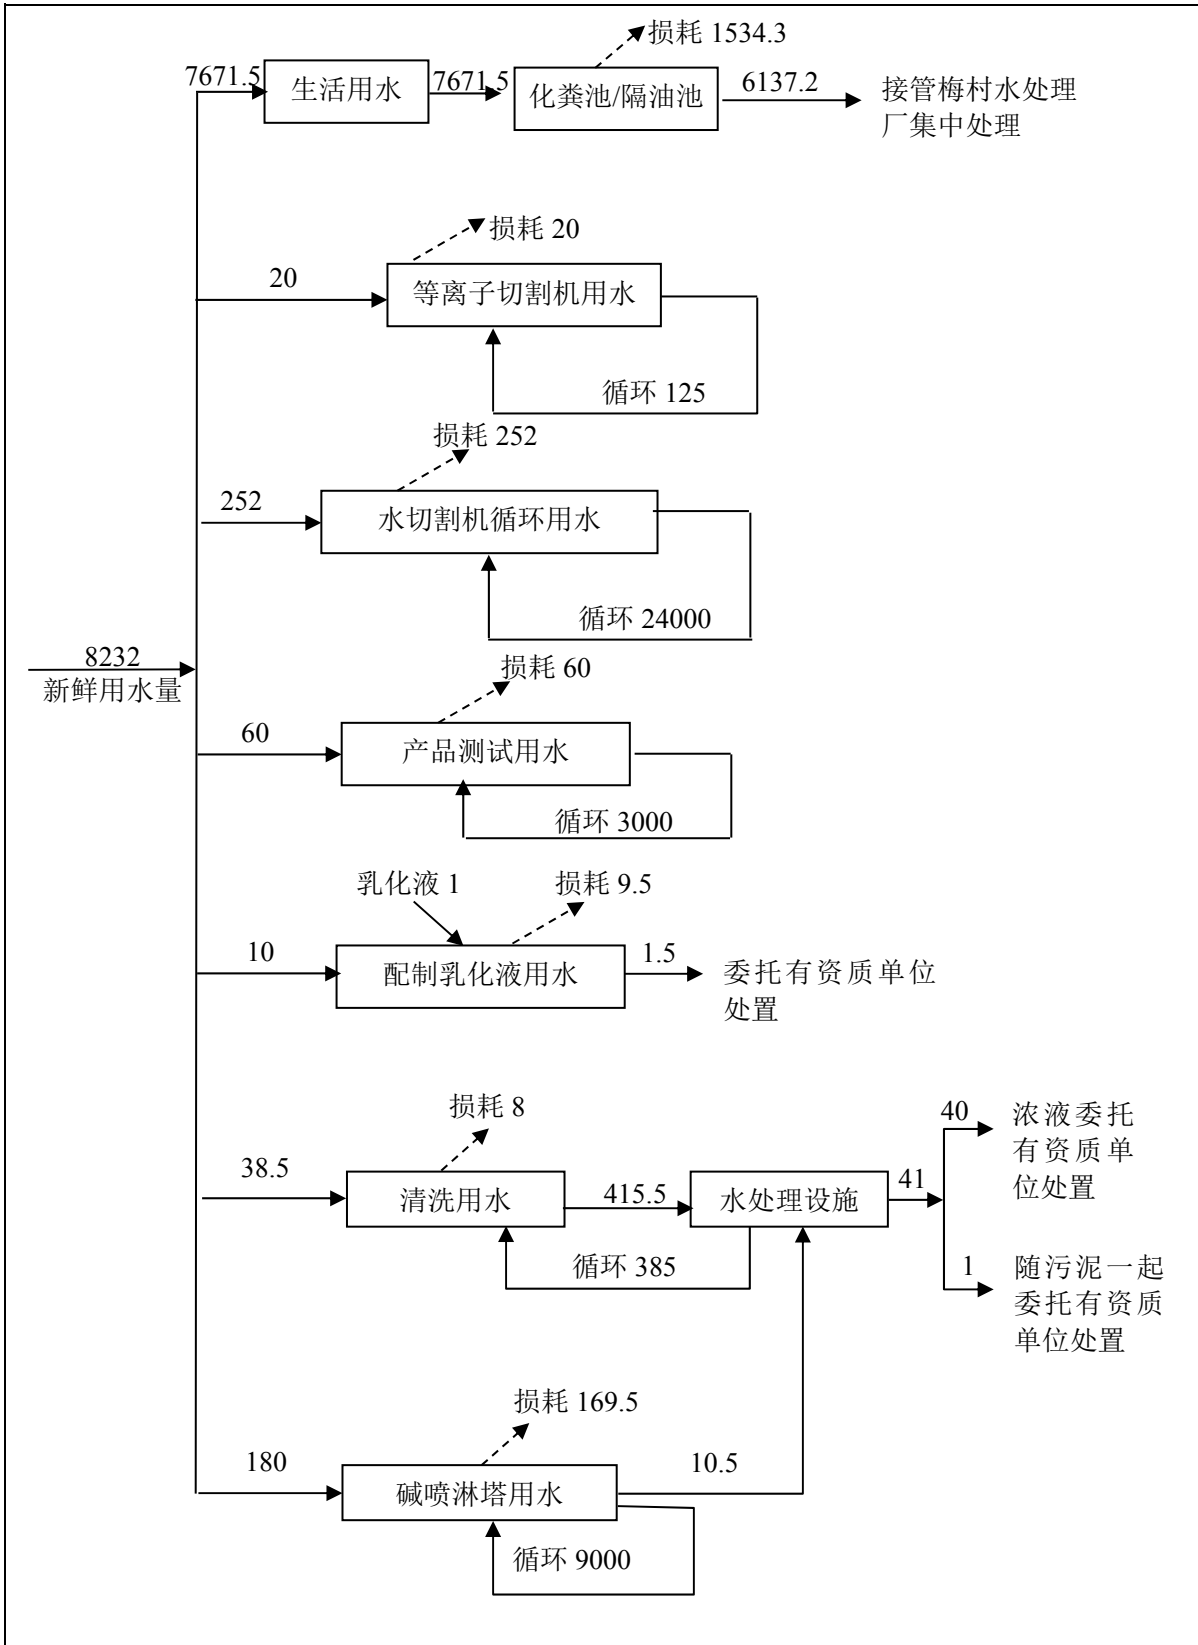 损耗 1534.3
7671.5
生活用水
7671.5
化粪池/隔油池
6137.2
接管梅村水处理
厂集中处理
损耗 20
20
等离子切割机用水
循环 125
损耗 252
252
水切割机循环用水
循环 24000
8232
新鲜用水量
损耗 60
60
产品测试用水
循环 3000
乳化液 1
损耗 9.5
10
配制乳化液用水
1.5
委托有资质单位
处置
损耗 8
38.5
清洗用水
415.5
水处理设施
41
40
浓液委托
有资质单
位处置
循环 385
1
随污泥一起
委托有资质
单位处置
损耗 169.5
180
碱喷淋塔用水
10.5
循环 9000